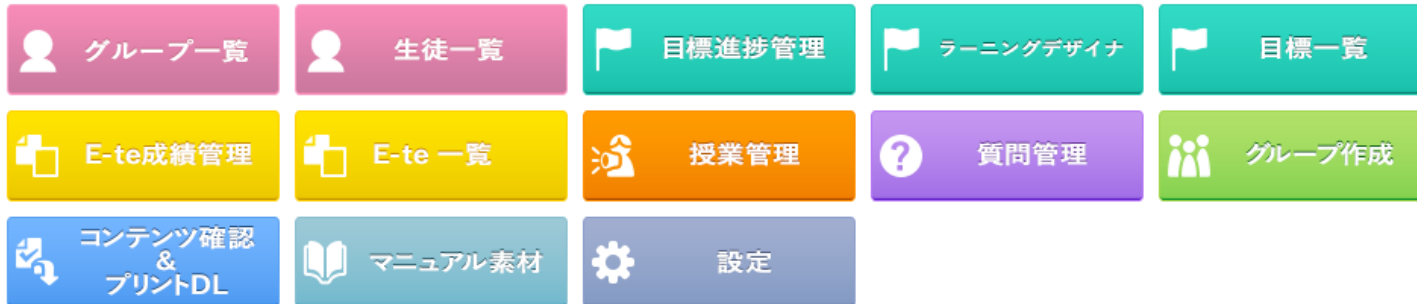 グループ一覧
生徒一覧
目標進捗管理
ラーニングデザイナ
目標一覧
E-te成績管理
E-te 一覧
授業管理
質問管理
グループ作成
コンテンツ確認
&
プリントDL
マニュアル素材
設定